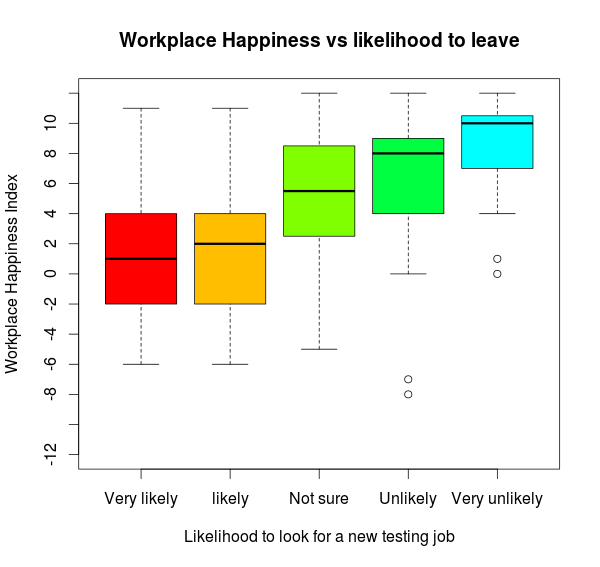 Workplace Happiness vs likelihood to leave
Workplace Happiness Index
10
8
6
4
2
0
-2
-4
-6
-8
-12
Very likely
likely
Not sure
Unlikely
Very unlikely
Likelihood to look for a new testing job